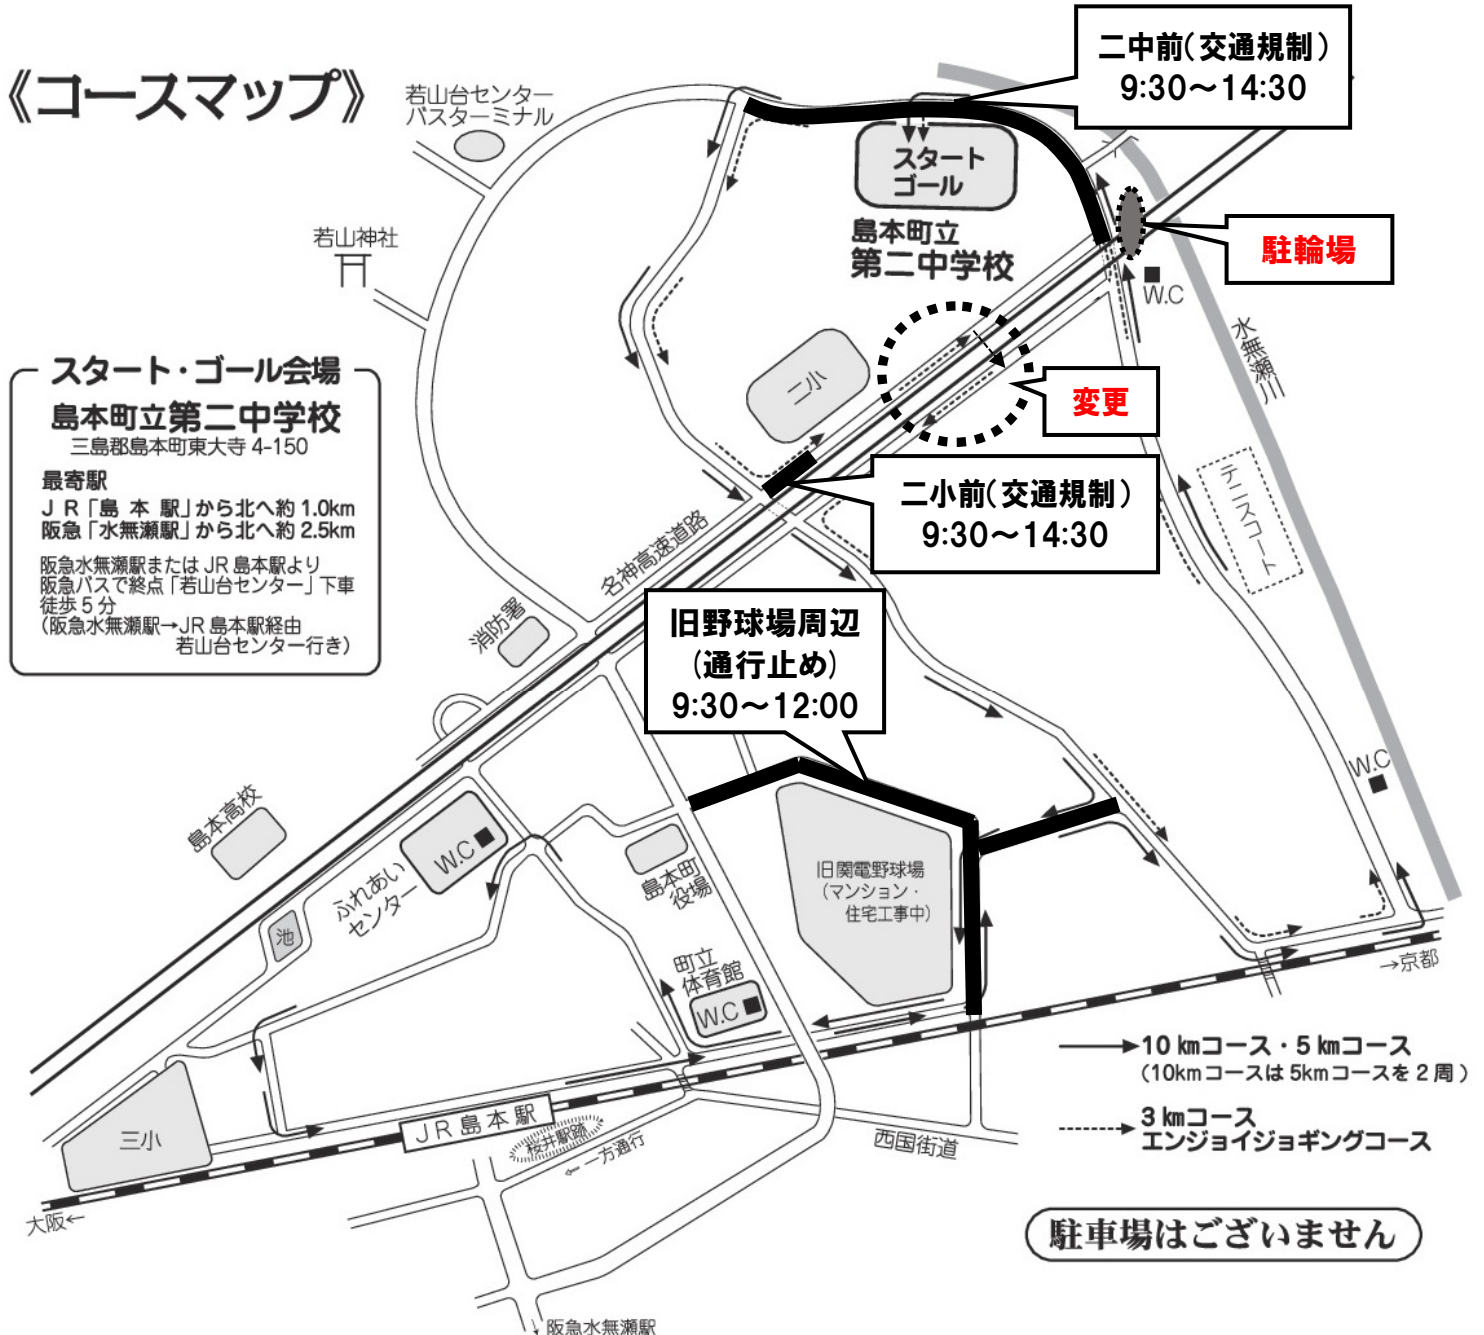 《コースマップ》
若山台センター
バスターミナル
二中前(交通規制)
9:30～14:30
スタート
ゴール
島本町立
第二中学校
駐輪場
W.C
水無瀬川
若山神社
スタート・ゴール会場
島本町立第二中学校
三島郡島本町東大寺 4-150
最寄駅
JR「島 本 駅」から北へ約 1.0km
阪急「水無瀬駅」から北へ約 2.5km
阪急水無瀬駅または JR 島本駅より
阪急バスで終点「若山台センター」下車
徒歩 5 分
(阪急水無瀬駅→JR 島本駅経由
若山台センター行き)
二小
変更
二小前(交通規制)
9:30～14:30
テニスコート
名神高速道路
消防署
旧野球場周辺
(通行止め)
9:30～12:00
W.C
島本高校
ふれあい
センター
W.C
島本町
役場
旧関電野球場
(マンション・
住宅工事中)
池
町立
体育館
W.C
→京都
10 kmコース・5 kmコース
(10kmコースは 5kmコースを 2 周)
3 kmコース
エンジョイジョギングコース
三小
JR島本駅
桜井駅跡
←一方通行
西国街道
大阪←
駐車場はございません
阪急水無瀬駅